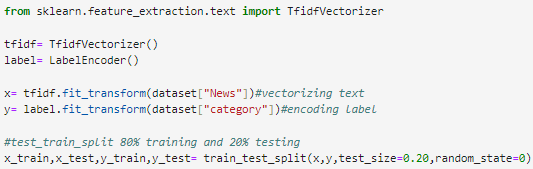 from sklearn.feature_extraction.text import TfidfVectorizer
tfidf= TfidfVectorizer()
label= LabelEncoder()
x= tfidf.fit_transform(dataset["News"])#vectorizing text
y= label.fit_transform(dataset["category"])#encoding label
#test_train_split 80% training and 20% testing
x_train,x_test,y_train,y_test= train_test_split(x,y,test_size=0.20,random_state=0)